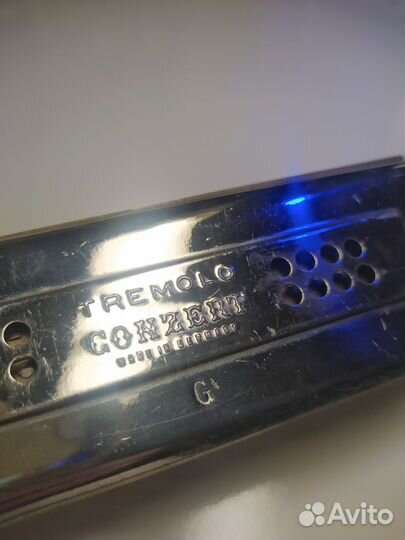 TREMOLO
CONZERT
MADE IN GERMANY
G
Avito